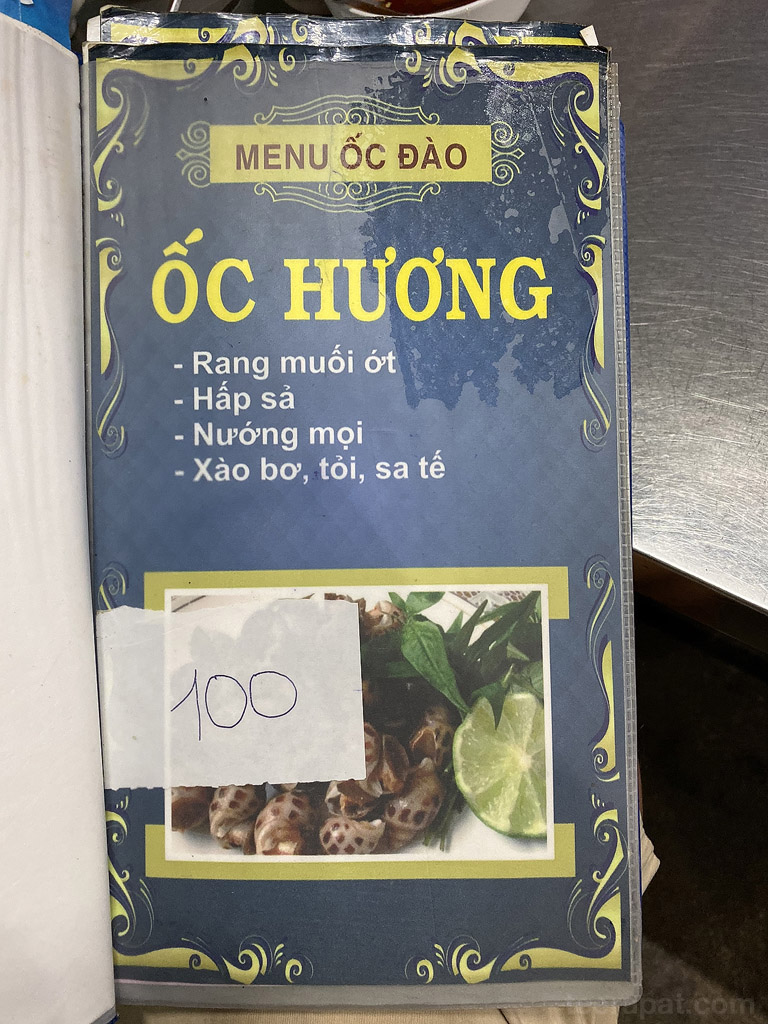 MENU ỐC ĐÀO
ỐC HƯƠNG
- Rang muối ớt
- Hấp sả
- Nướng mọi
- Xào bơ, tỏi, sa tế
100